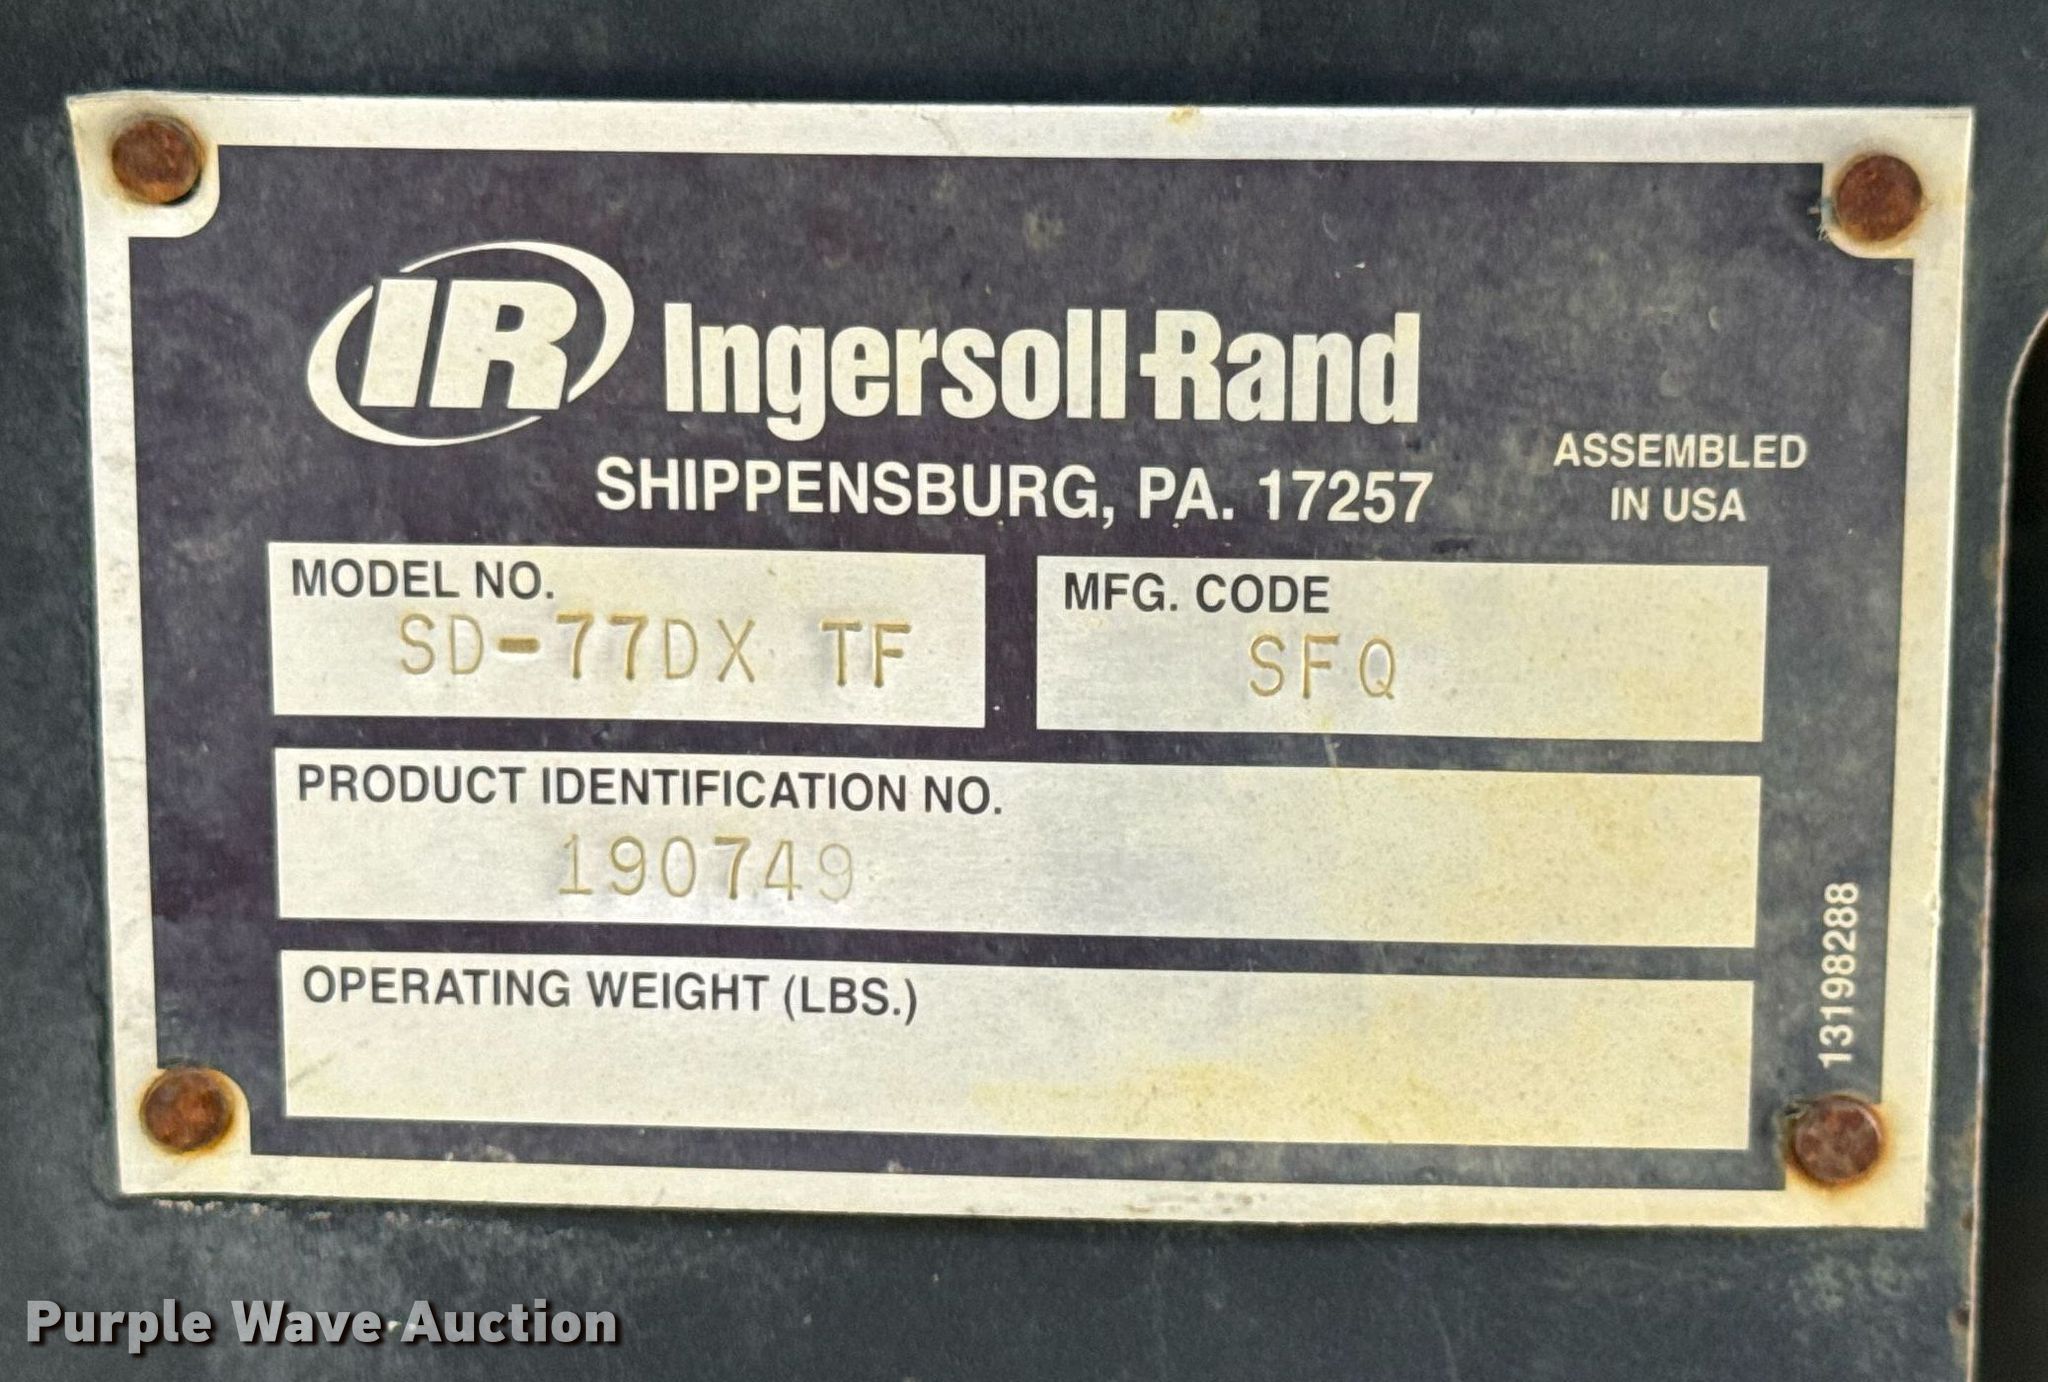 IR Ingersoll-Rand
SHIPPENSBURG, PA. 17257
ASSEMBLED
IN USA
MODEL NO.
SD-77DX TF
MFG. CODE
SFQ
PRODUCT IDENTIFICATION NO.
190749
OPERATING WEIGHT (LBS.)
13198288
Purple Wave Auction